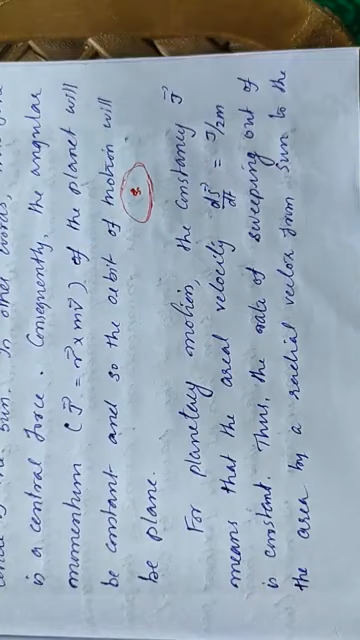 sun. In other words,
is a central force. Consequently, the angular
momentum (J⃗ = r⃗ × mv⃗) of the planet will
be constant and so the orbit of motion will
be plane.
For planetary motion, the constancy J⃗
means that the areal velocity ds⃗/dt = J/2m
is constant. Thus, the rate of sweeping out of
the area by a radial vector from Sun to the